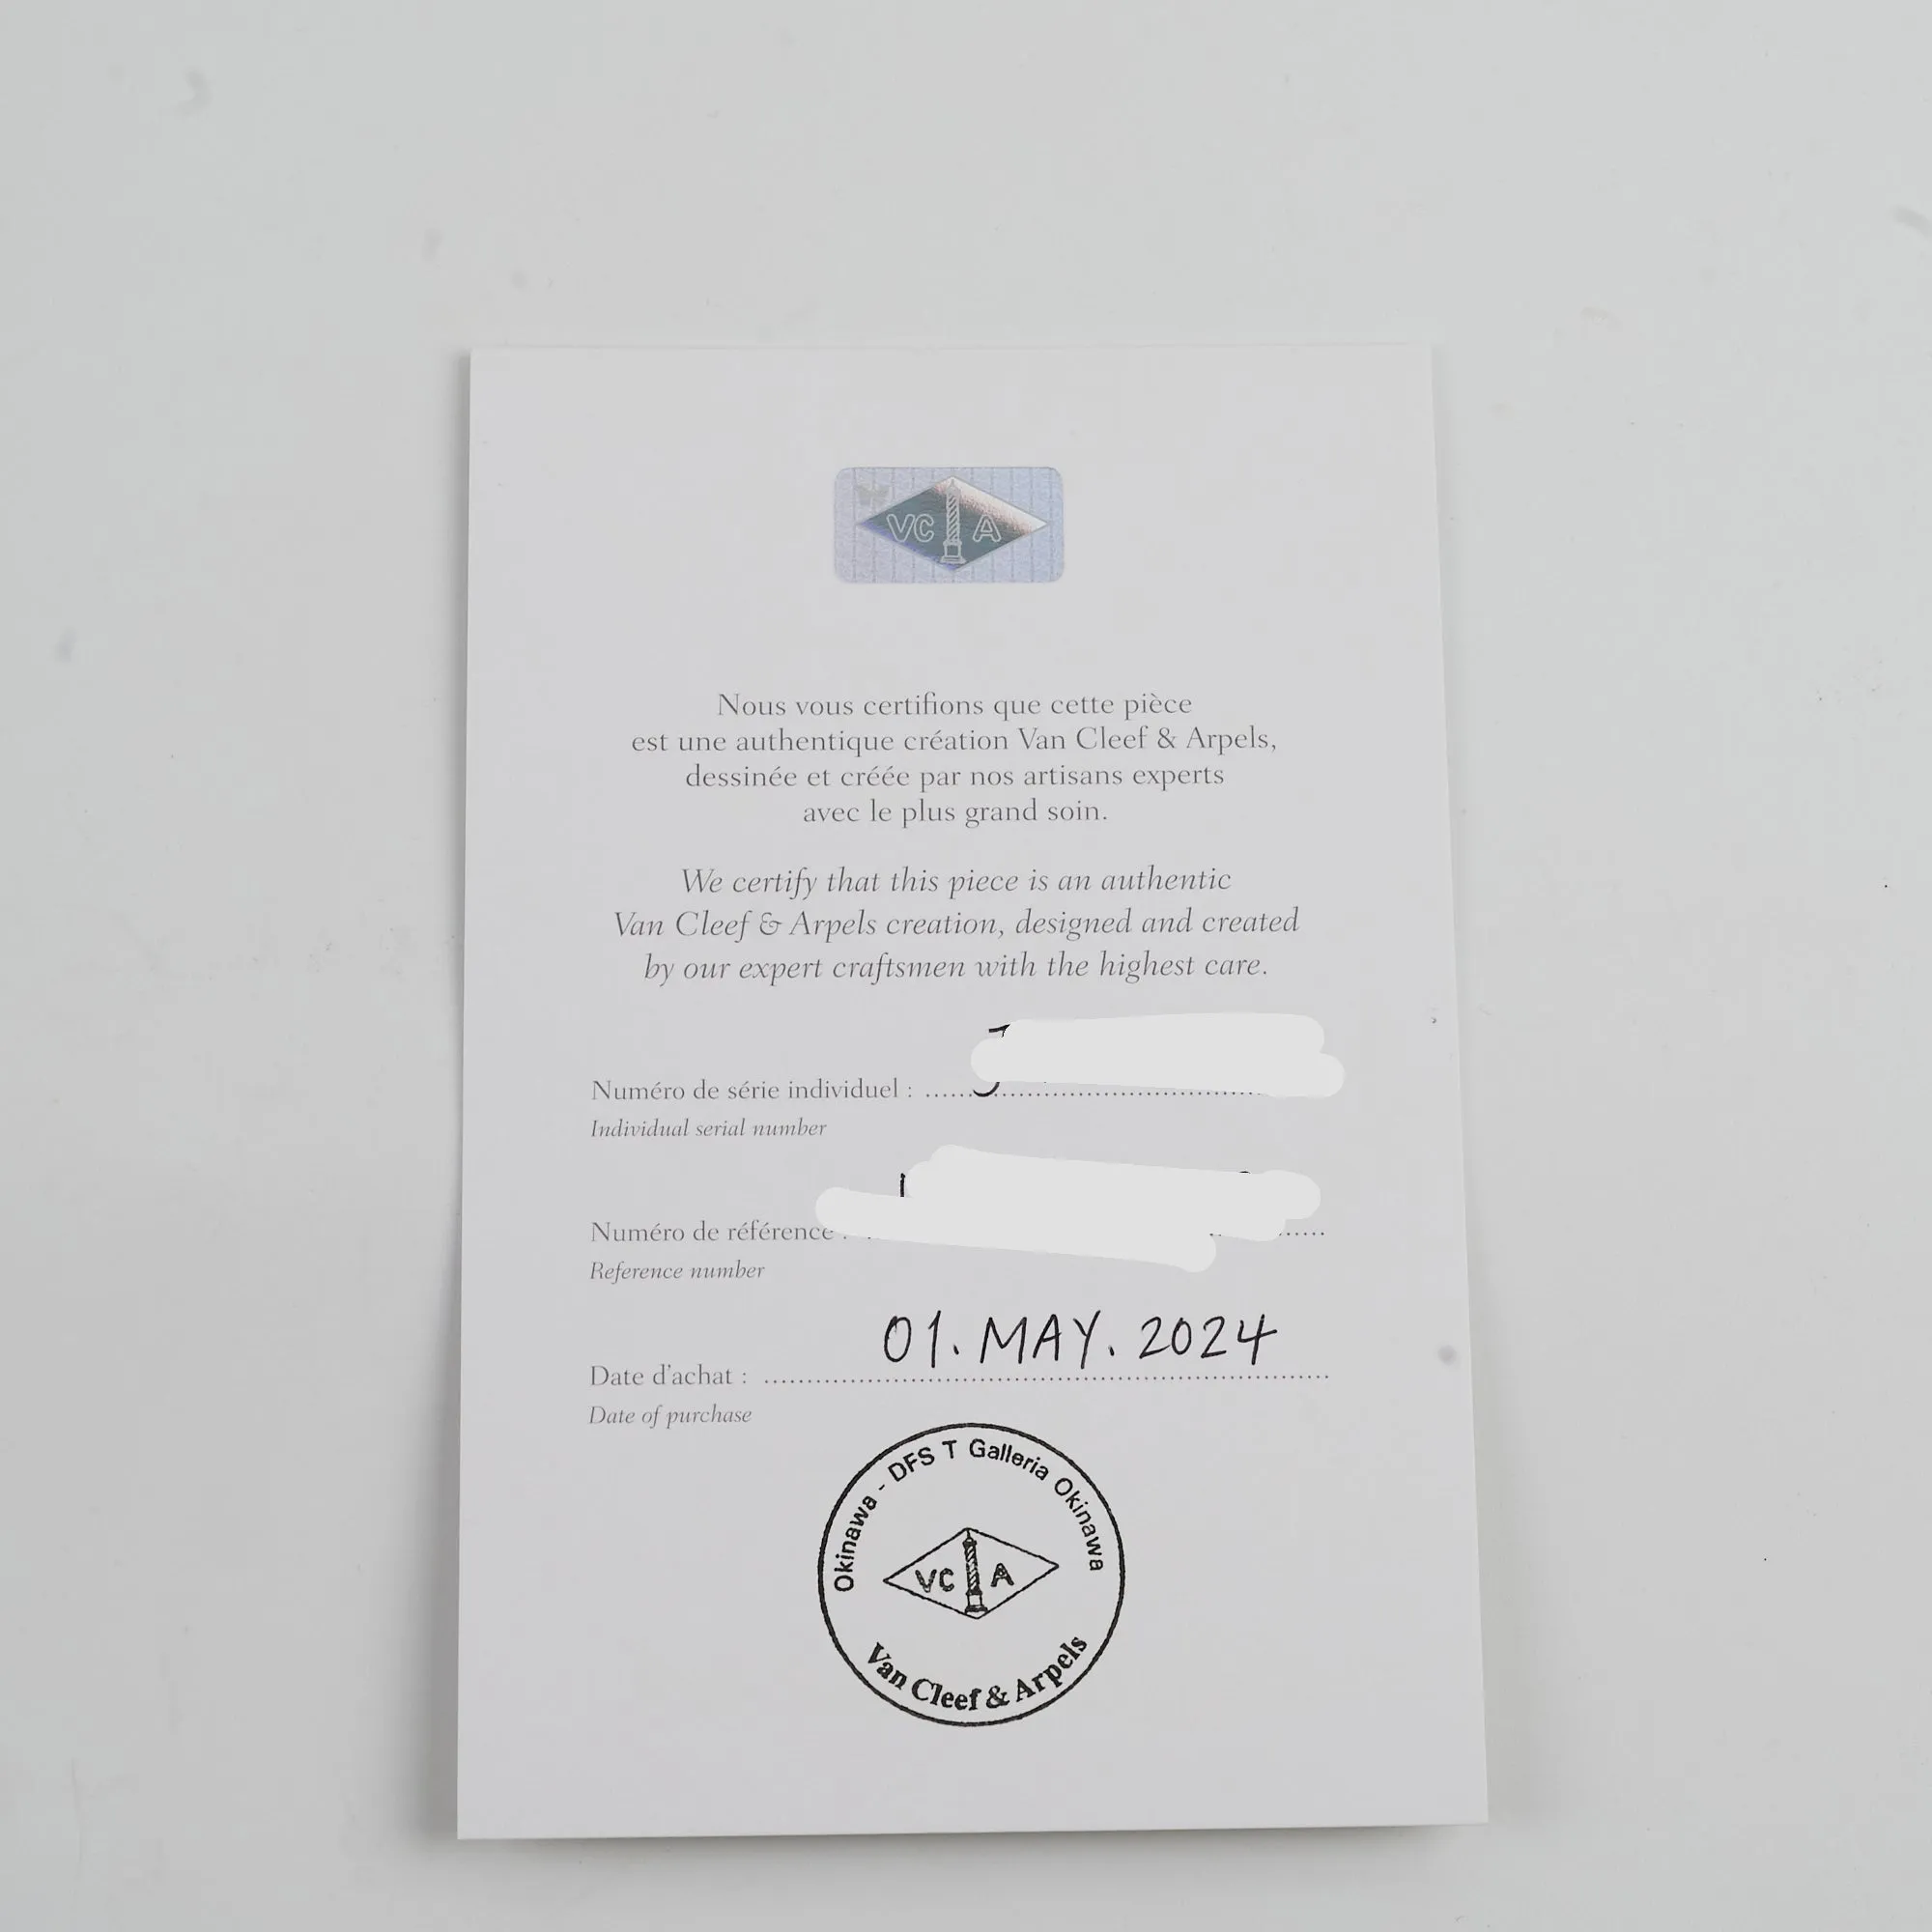 VC A
Nous vous certifions que cette pièce
est une authentique création Van Cleef & Arpels,
dessinée et créée par nos artisans experts
avec le plus grand soin.
We certify that this piece is an authentic
Van Cleef & Arpels creation, designed and created
by our expert craftsmen with the highest care.
Numéro de série individuel :
Individual serial number
Numéro de référence :
Reference number
01. MAY. 2024
Date d'achat :
Date of purchase
Okinawa - DFS T Galleria Okinawa
VC A
Van Cleef & Arpels